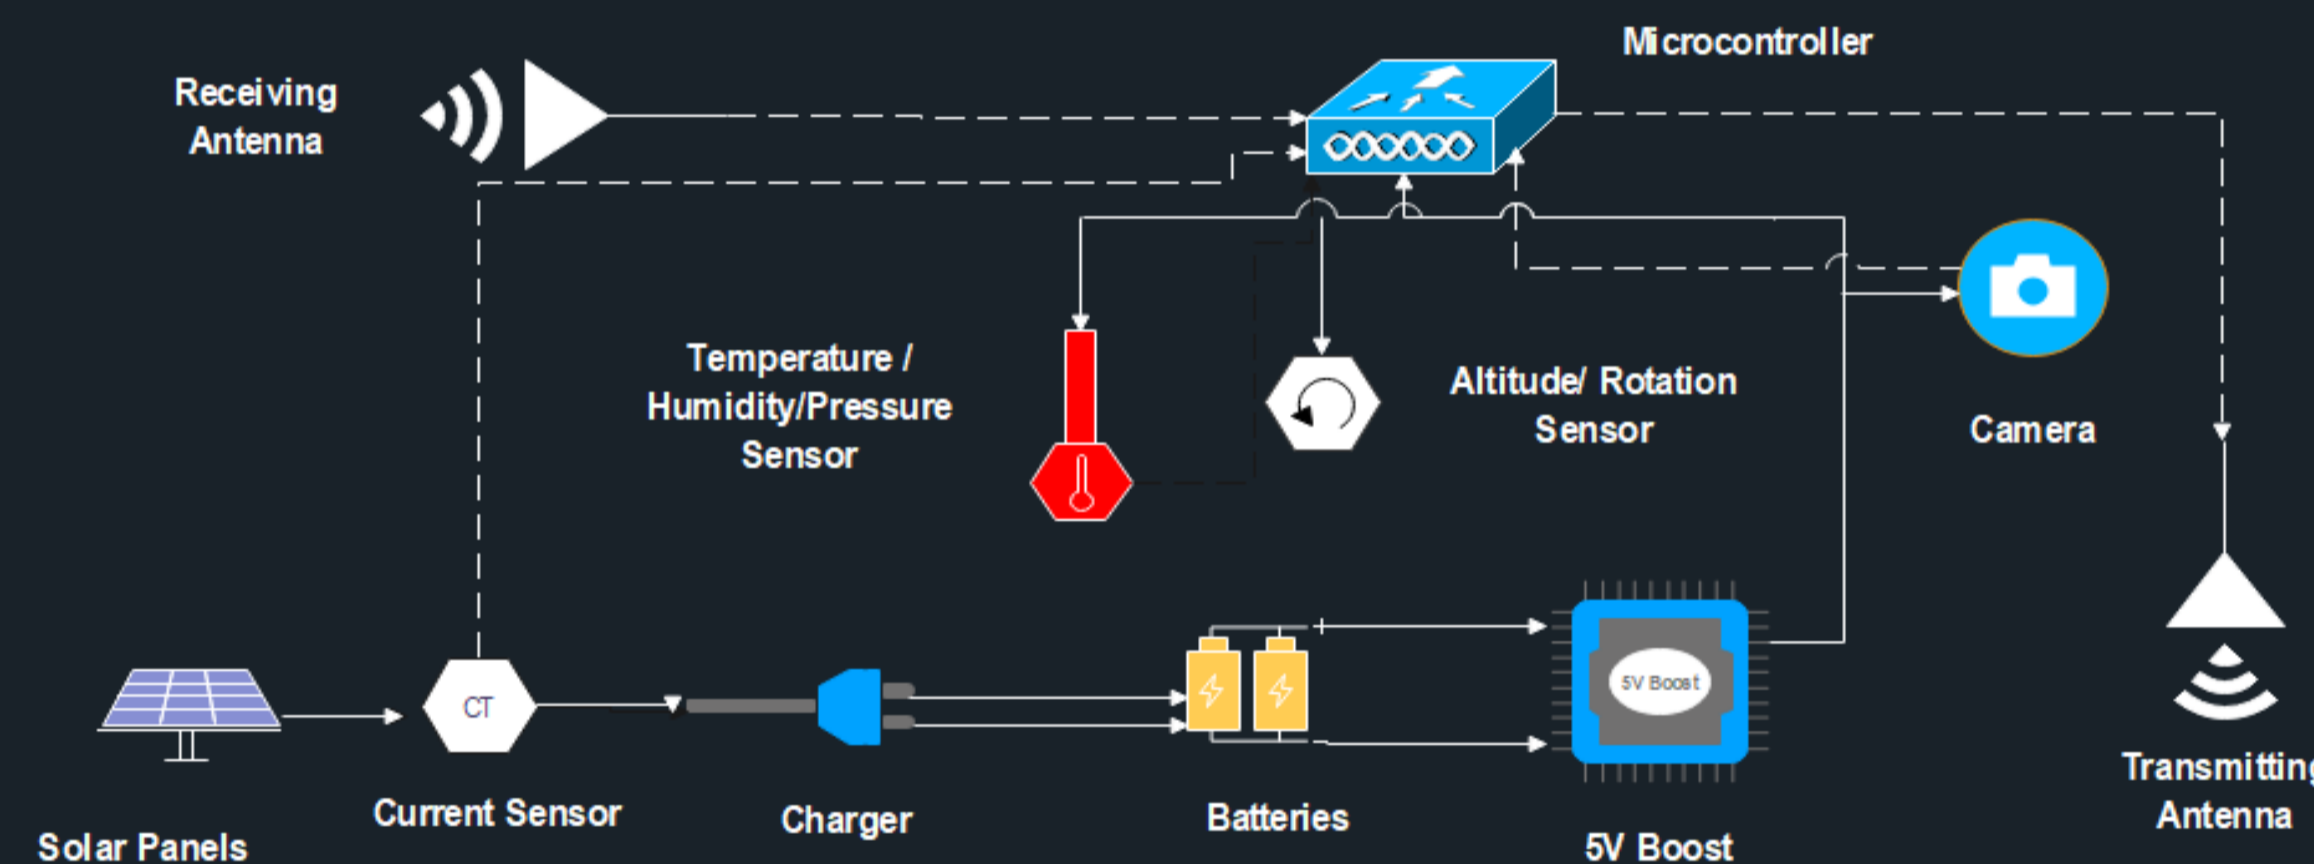 Microcontroller
Receiving
Antenna
Temperature /
Humidity/Pressure
Sensor
Altitude/ Rotation
Sensor
Camera
CT
5V Boost
Current Sensor
Charger
Batteries
Solar Panels
5V Boost
Transmitting
Antenna